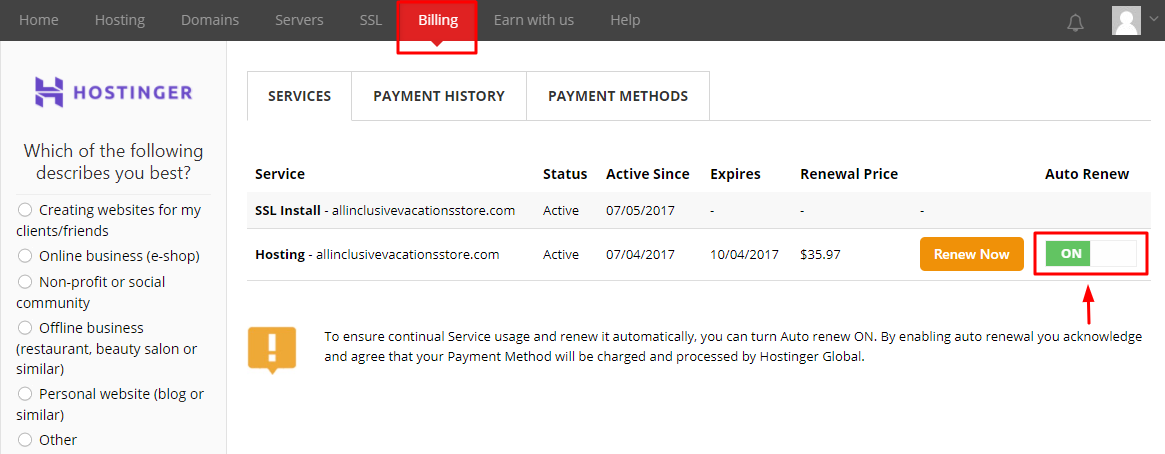 Home Hosting Domains Servers SSL Billing Earn with us Help
HOSTINGER
Which of the following
describes you best?
Creating websites for my
clients/friends
Online business (e-shop)
Non-profit or social
community
Offline business
(restaurant, beauty salon or
similar)
Personal website (blog or
similar)
Other
SERVICES PAYMENT HISTORY PAYMENT METHODS
Service Status Active Since Expires Renewal Price Auto Renew
SSL Install - allinclusivevacationsstore.com Active 07/05/2017 - - -
Hosting - allinclusivevacationsstore.com Active 07/04/2017 10/04/2017 $35.97 Renew Now ON
To ensure continual Service usage and renew it automatically, you can turn Auto renew ON. By enabling auto renewal you acknowledge
and agree that your Payment Method will be charged and processed by Hostinger Global.